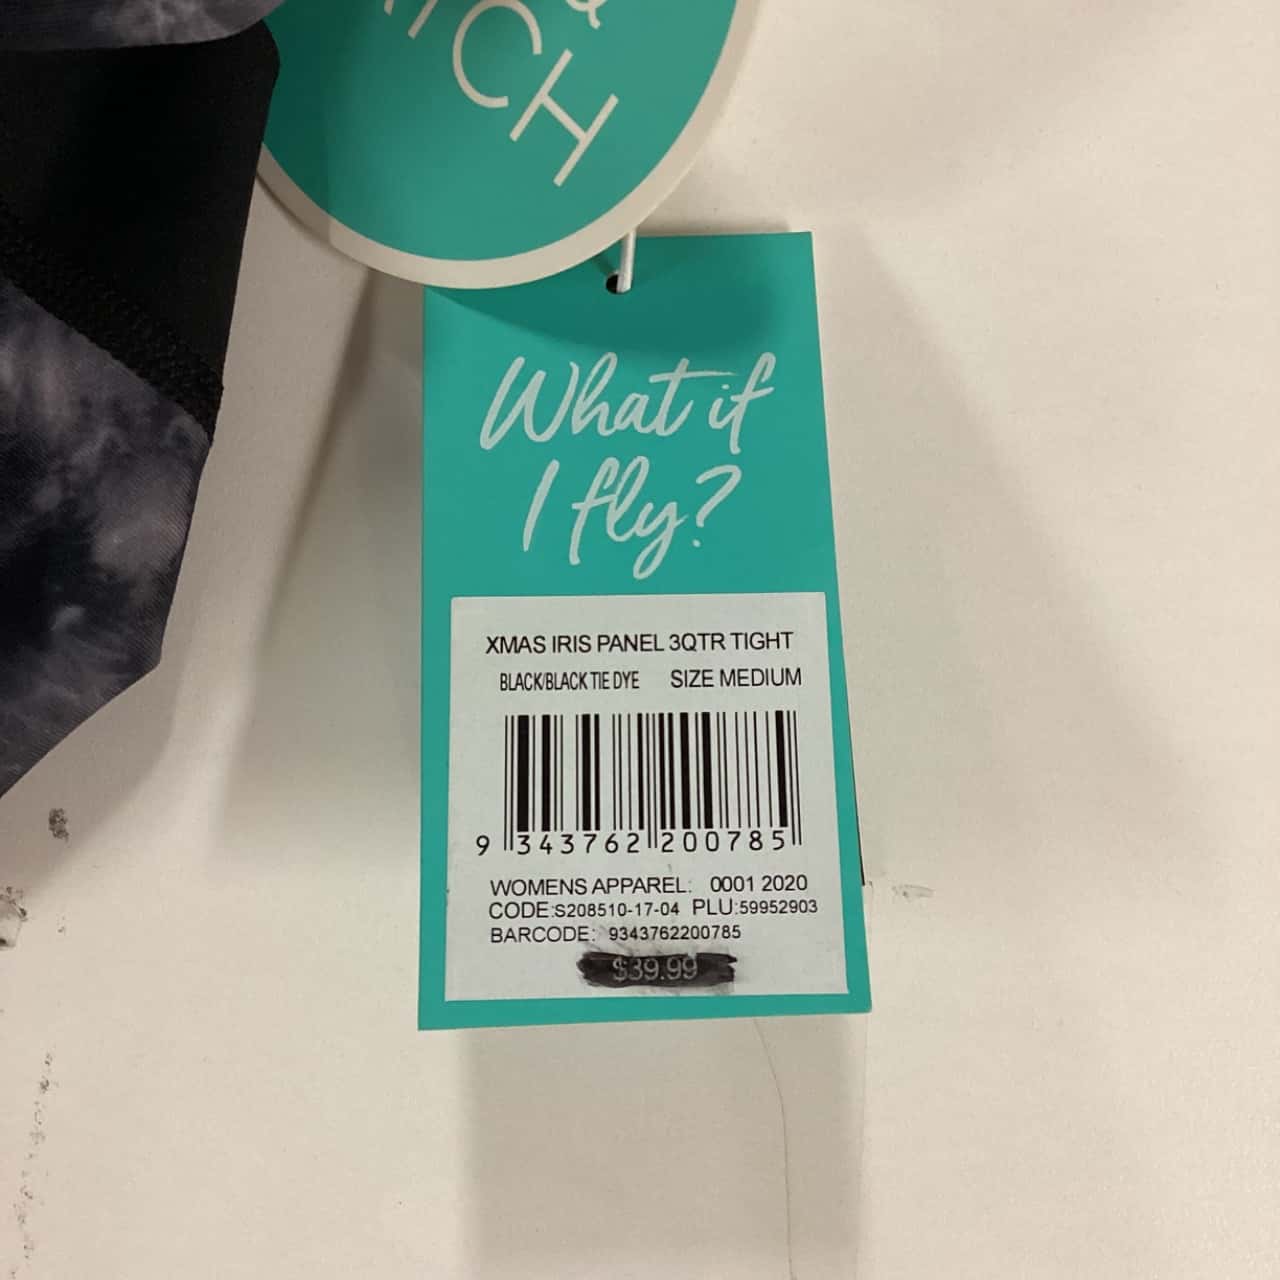 &
ICH
What if
I fly?
XMAS IRIS PANEL 3QTR TIGHT
BLACK/BLACK TIE DYE SIZE MEDIUM
9 343762 200785
WOMENS APPAREL: 0001 2020
CODE:S208510-17-04 PLU:59952903
BARCODE: 9343762200785
$39.99